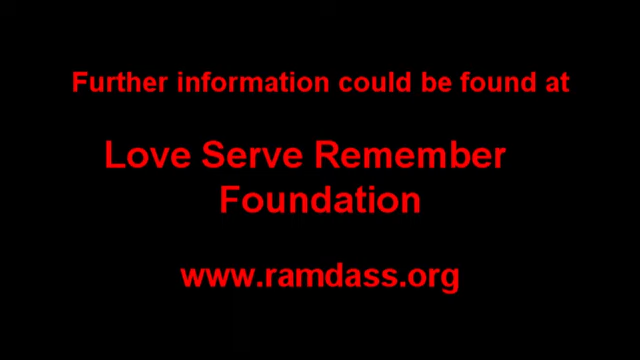 Further information could be found at
Love Serve Remember
Foundation
www.ramdass.org